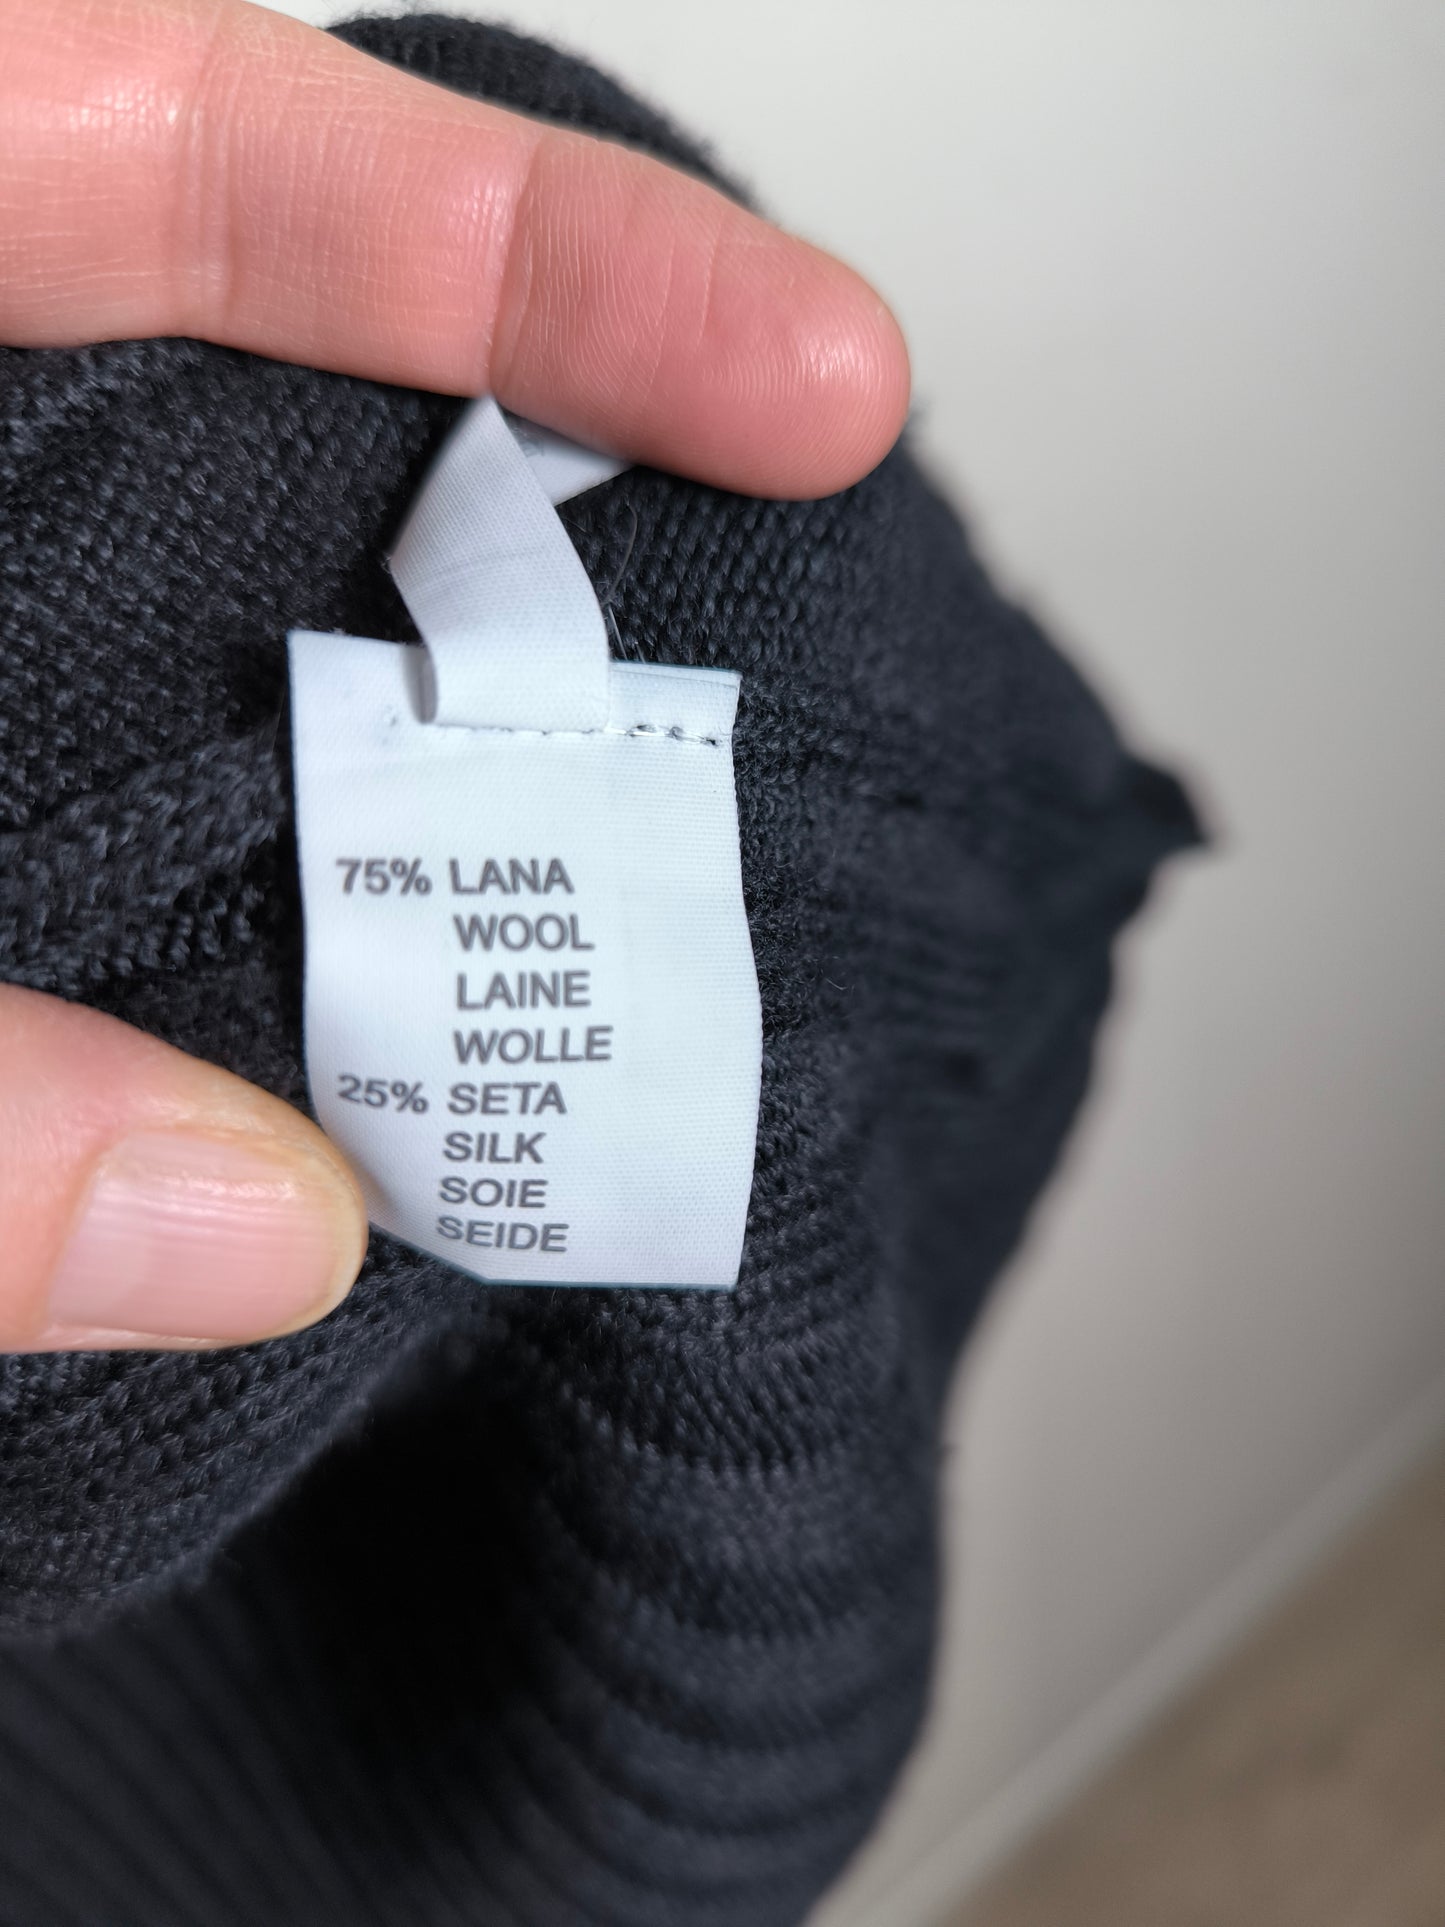 75% LANA
WOOL
LAINE
WOLLE
25% SETA
SILK
SOIE
SEIDE